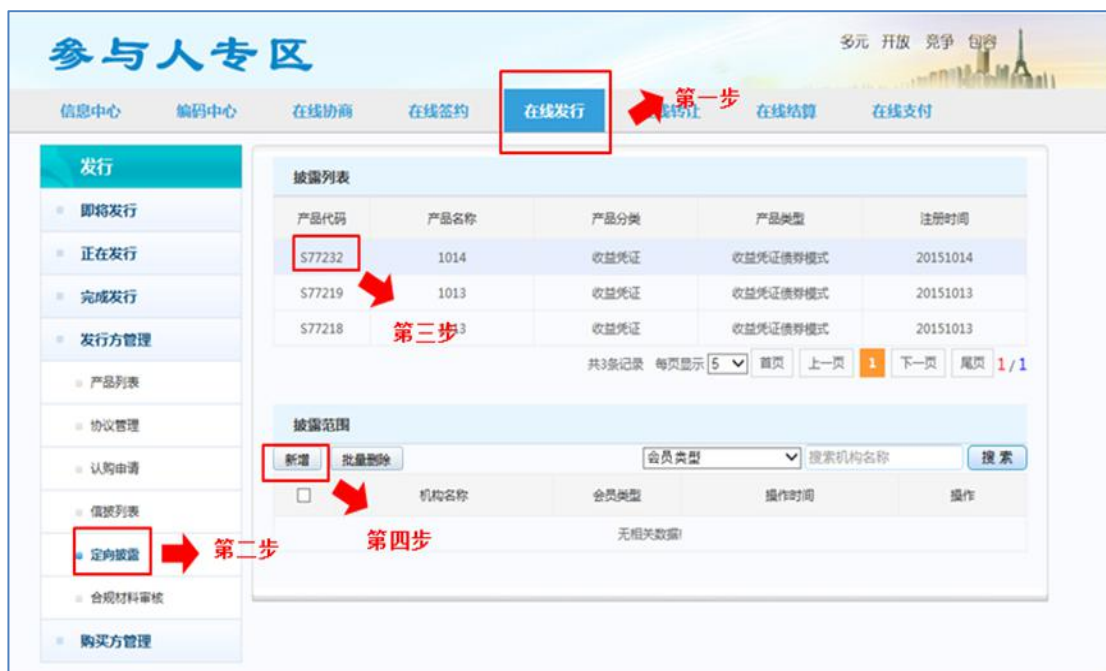 参与人专区
多元 开放 竞争 包容
信息中心 编码中心 在线协商 在线签约 在线发行 第一步 线转让 在线结算 在线支付
发行
即将发行
正在发行
完成发行
发行方管理
产品列表
协议管理
认购申请
信披列表
定向披露 第二步
合规材料审核
购买方管理
披露列表
产品代码 产品名称 产品分类 产品类型 注册时间
S77232 1014 收益凭证 收益凭证债券模式 20151014
S77219 1013 收益凭证 收益凭证债券模式 20151013
S77218 第三步 13 收益凭证 收益凭证债券模式 20151013
共3条记录 每页显示 5 首页 上一页 1 下一页 尾页 1 / 1
披露范围
新增 批量删除 会员类型 搜索机构名称 搜索
机构名称 会员类型 操作时间 操作
第四步
无相关数据!